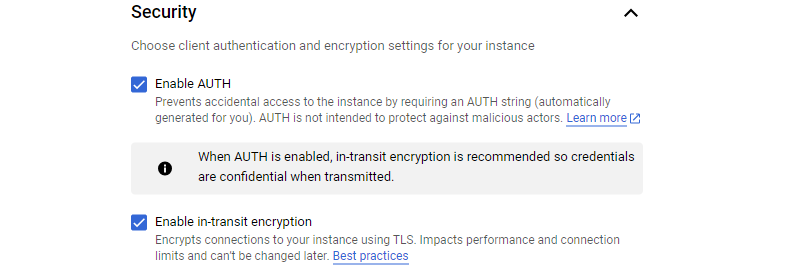 Security
Choose client authentication and encryption settings for your instance
Enable AUTH
Prevents accidental access to the instance by requiring an AUTH string (automatically
generated for you). AUTH is not intended to protect against malicious actors. Learn more
When AUTH is enabled, in-transit encryption is recommended so credentials
are confidential when transmitted.
Enable in-transit encryption
Encrypts connections to your instance using TLS. Impacts performance and connection
limits and can't be changed later. Best practices